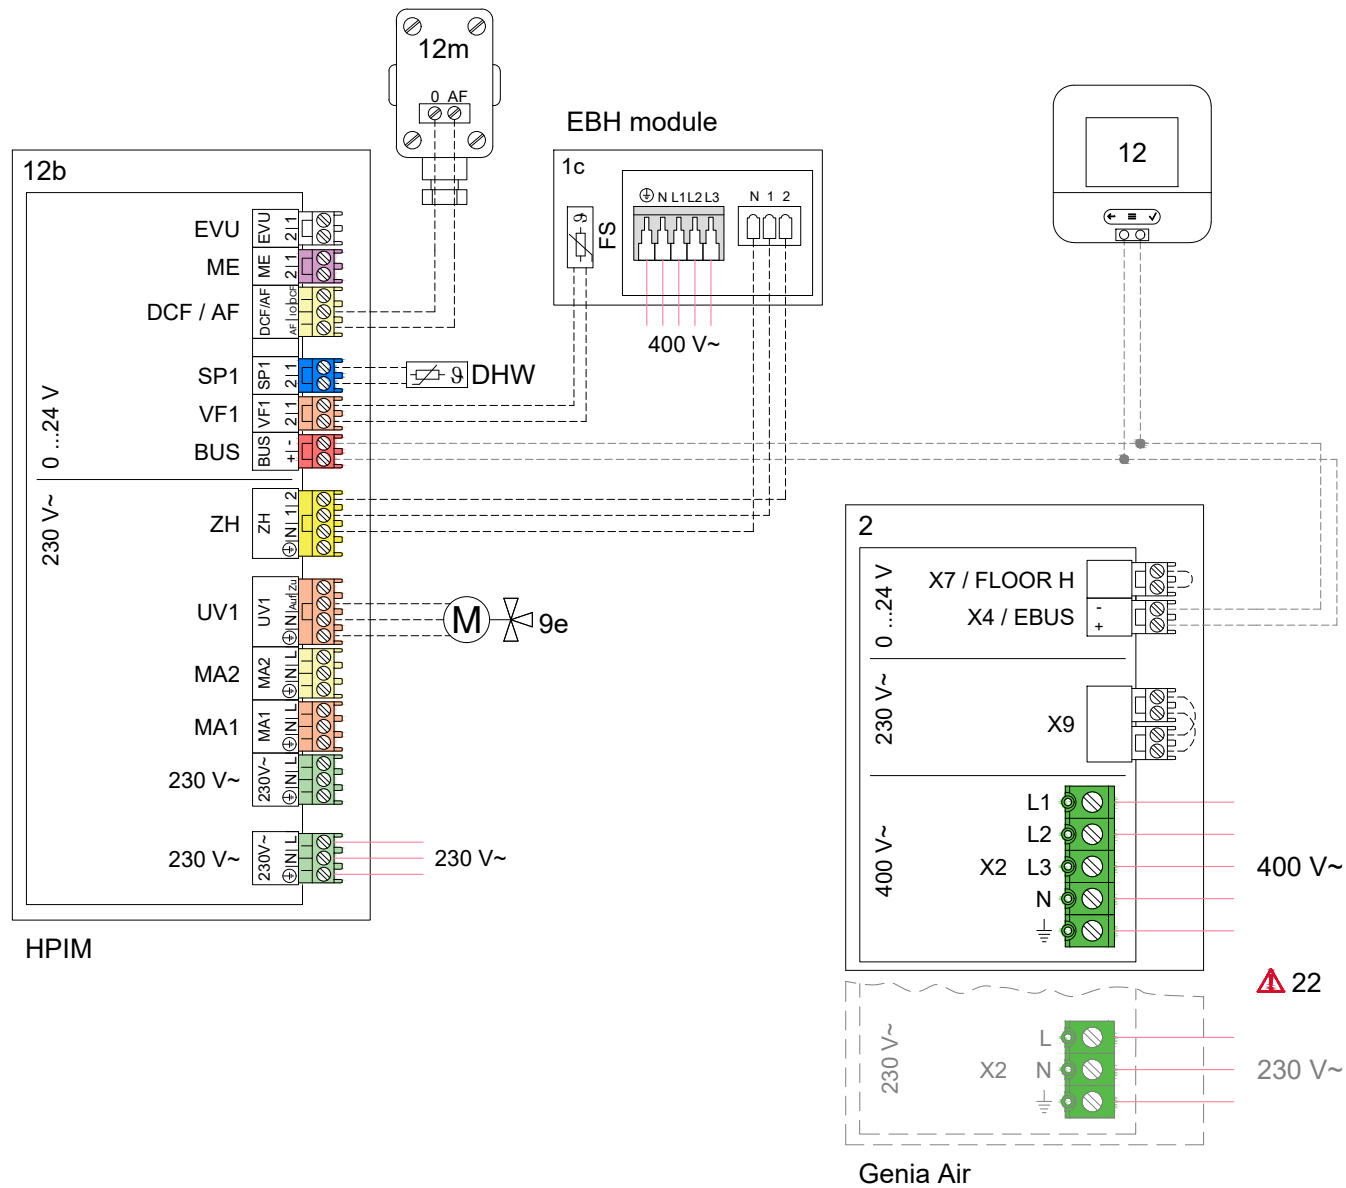 12m
0 AF
EBH module
1c
FS
ϑ
N L1 L2 L3
N 1 2
400 V~
12
12b
0 ...24 V
230 V~
EVU
EVU
2 | 1
ME
ME
2 | 1
DCF / AF
DCF/AF
AF | 0 | DCF
SP1
SP1
2 | 1
ϑ DHW
VF1
VF1
2 | 1
BUS
BUS
+ | -
ZH
ZH
N | 1 | 2
UV1
UV1
N | Auf | Zu
M
9e
MA2
MA2
N | L
MA1
MA1
N | L
230 V~
230V~
N | L
230 V~
230V~
N | L
230 V~
HPIM
2
0 ...24 V
X7 / FLOOR H
X4 / EBUS
-
+
230 V~
X9
400 V~
L1
L2
X2 L3
N
400 V~
22
230 V~
L
X2 N
230 V~
Genia Air